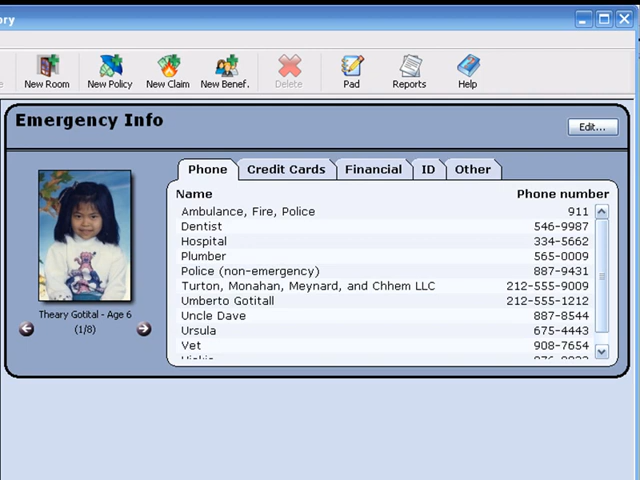 ory
New Room New Policy New Claim New Benef. Delete Pad Reports Help
Emergency Info
Edit...
Phone Credit Cards Financial ID Other
Name Phone number
Ambulance, Fire, Police 911
Dentist 546-9987
Hospital 334-5662
Plumber 565-0009
Police (non-emergency) 887-9431
Turton, Monahan, Meynard, and Chhem LLC 212-555-9009
Umberto Gotitall 212-555-1212
Uncle Dave 887-8544
Ursula 675-4443
Vet 908-7654
Theary Gotital - Age 6
(1/8)